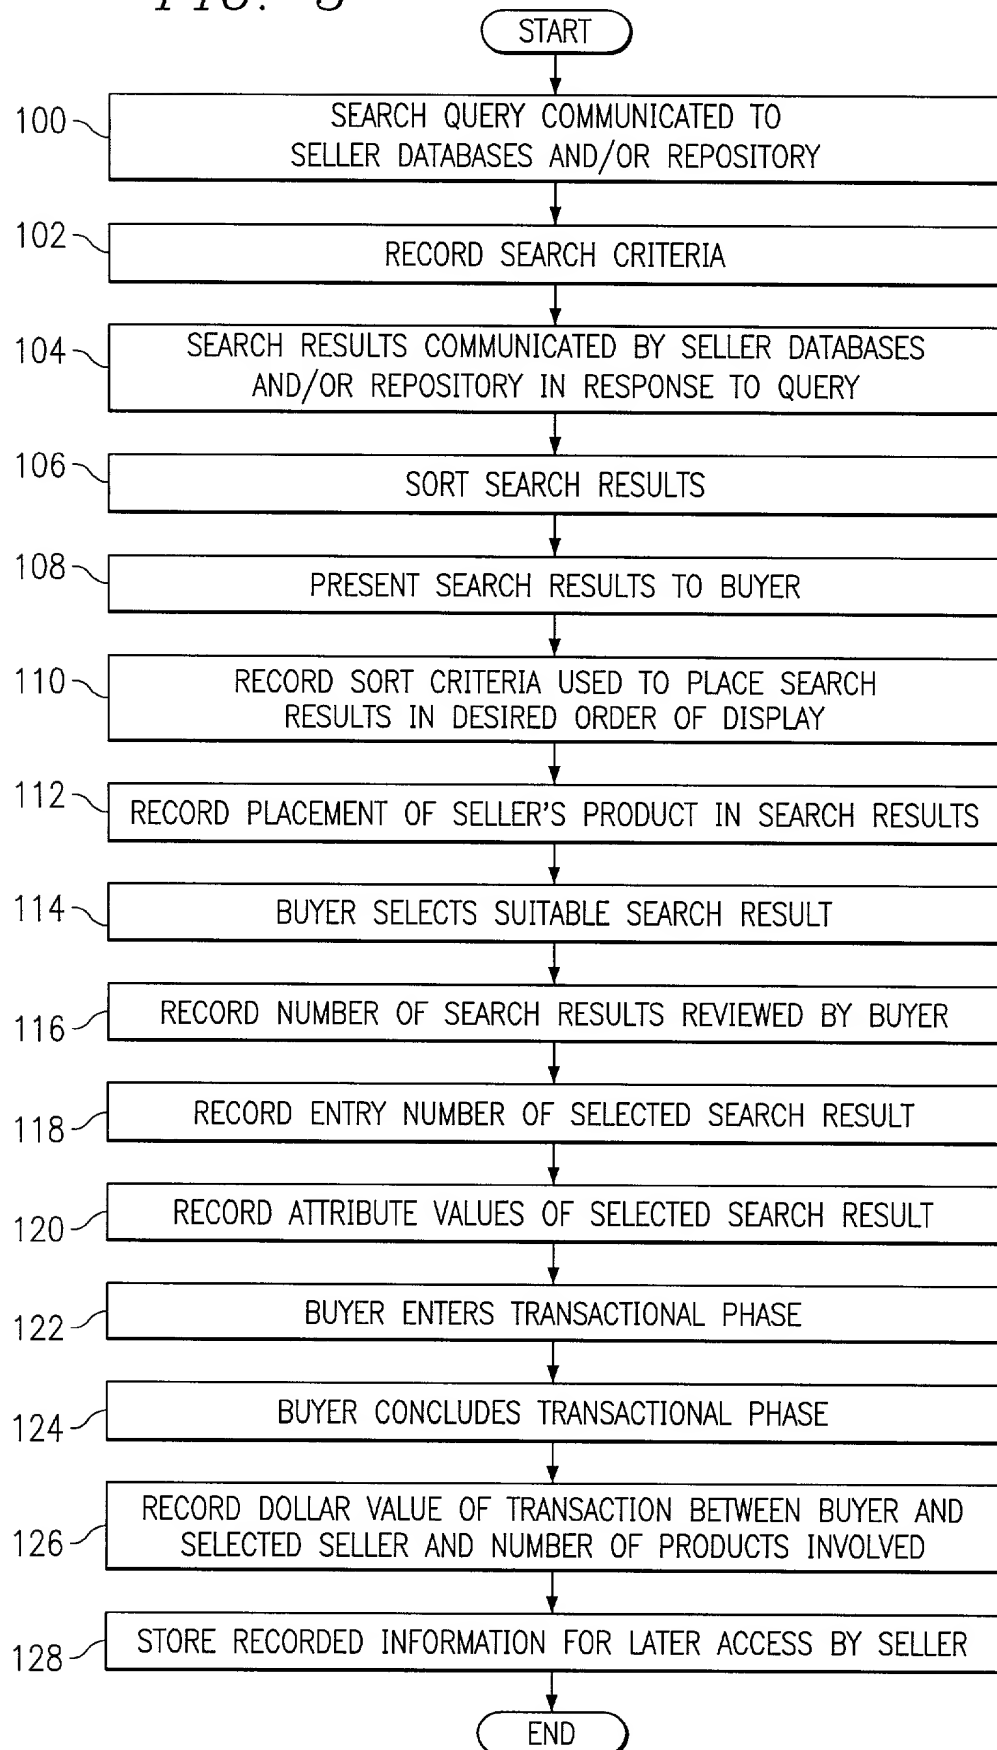 START
100
SEARCH QUERY COMMUNICATED TO
SELLER DATABASES AND/OR REPOSITORY
102
RECORD SEARCH CRITERIA
104
SEARCH RESULTS COMMUNICATED BY SELLER DATABASES
AND/OR REPOSITORY IN RESPONSE TO QUERY
106
SORT SEARCH RESULTS
108
PRESENT SEARCH RESULTS TO BUYER
110
RECORD SORT CRITERIA USED TO PLACE SEARCH
RESULTS IN DESIRED ORDER OF DISPLAY
112
RECORD PLACEMENT OF SELLER'S PRODUCT IN SEARCH RESULTS
114
BUYER SELECTS SUITABLE SEARCH RESULT
116
RECORD NUMBER OF SEARCH RESULTS REVIEWED BY BUYER
118
RECORD ENTRY NUMBER OF SELECTED SEARCH RESULT
120
RECORD ATTRIBUTE VALUES OF SELECTED SEARCH RESULT
122
BUYER ENTERS TRANSACTIONAL PHASE
124
BUYER CONCLUDES TRANSACTIONAL PHASE
126
RECORD DOLLAR VALUE OF TRANSACTION BETWEEN BUYER AND
SELECTED SELLER AND NUMBER OF PRODUCTS INVOLVED
128
STORE RECORDED INFORMATION FOR LATER ACCESS BY SELLER
END